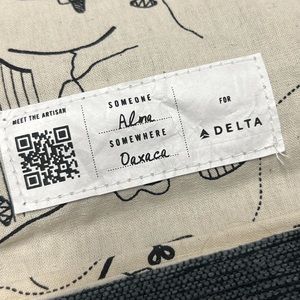 MEET THE ARTISAN
SOMEONE
Alma
SOMEWHERE
Oaxaca
FOR
DELTA